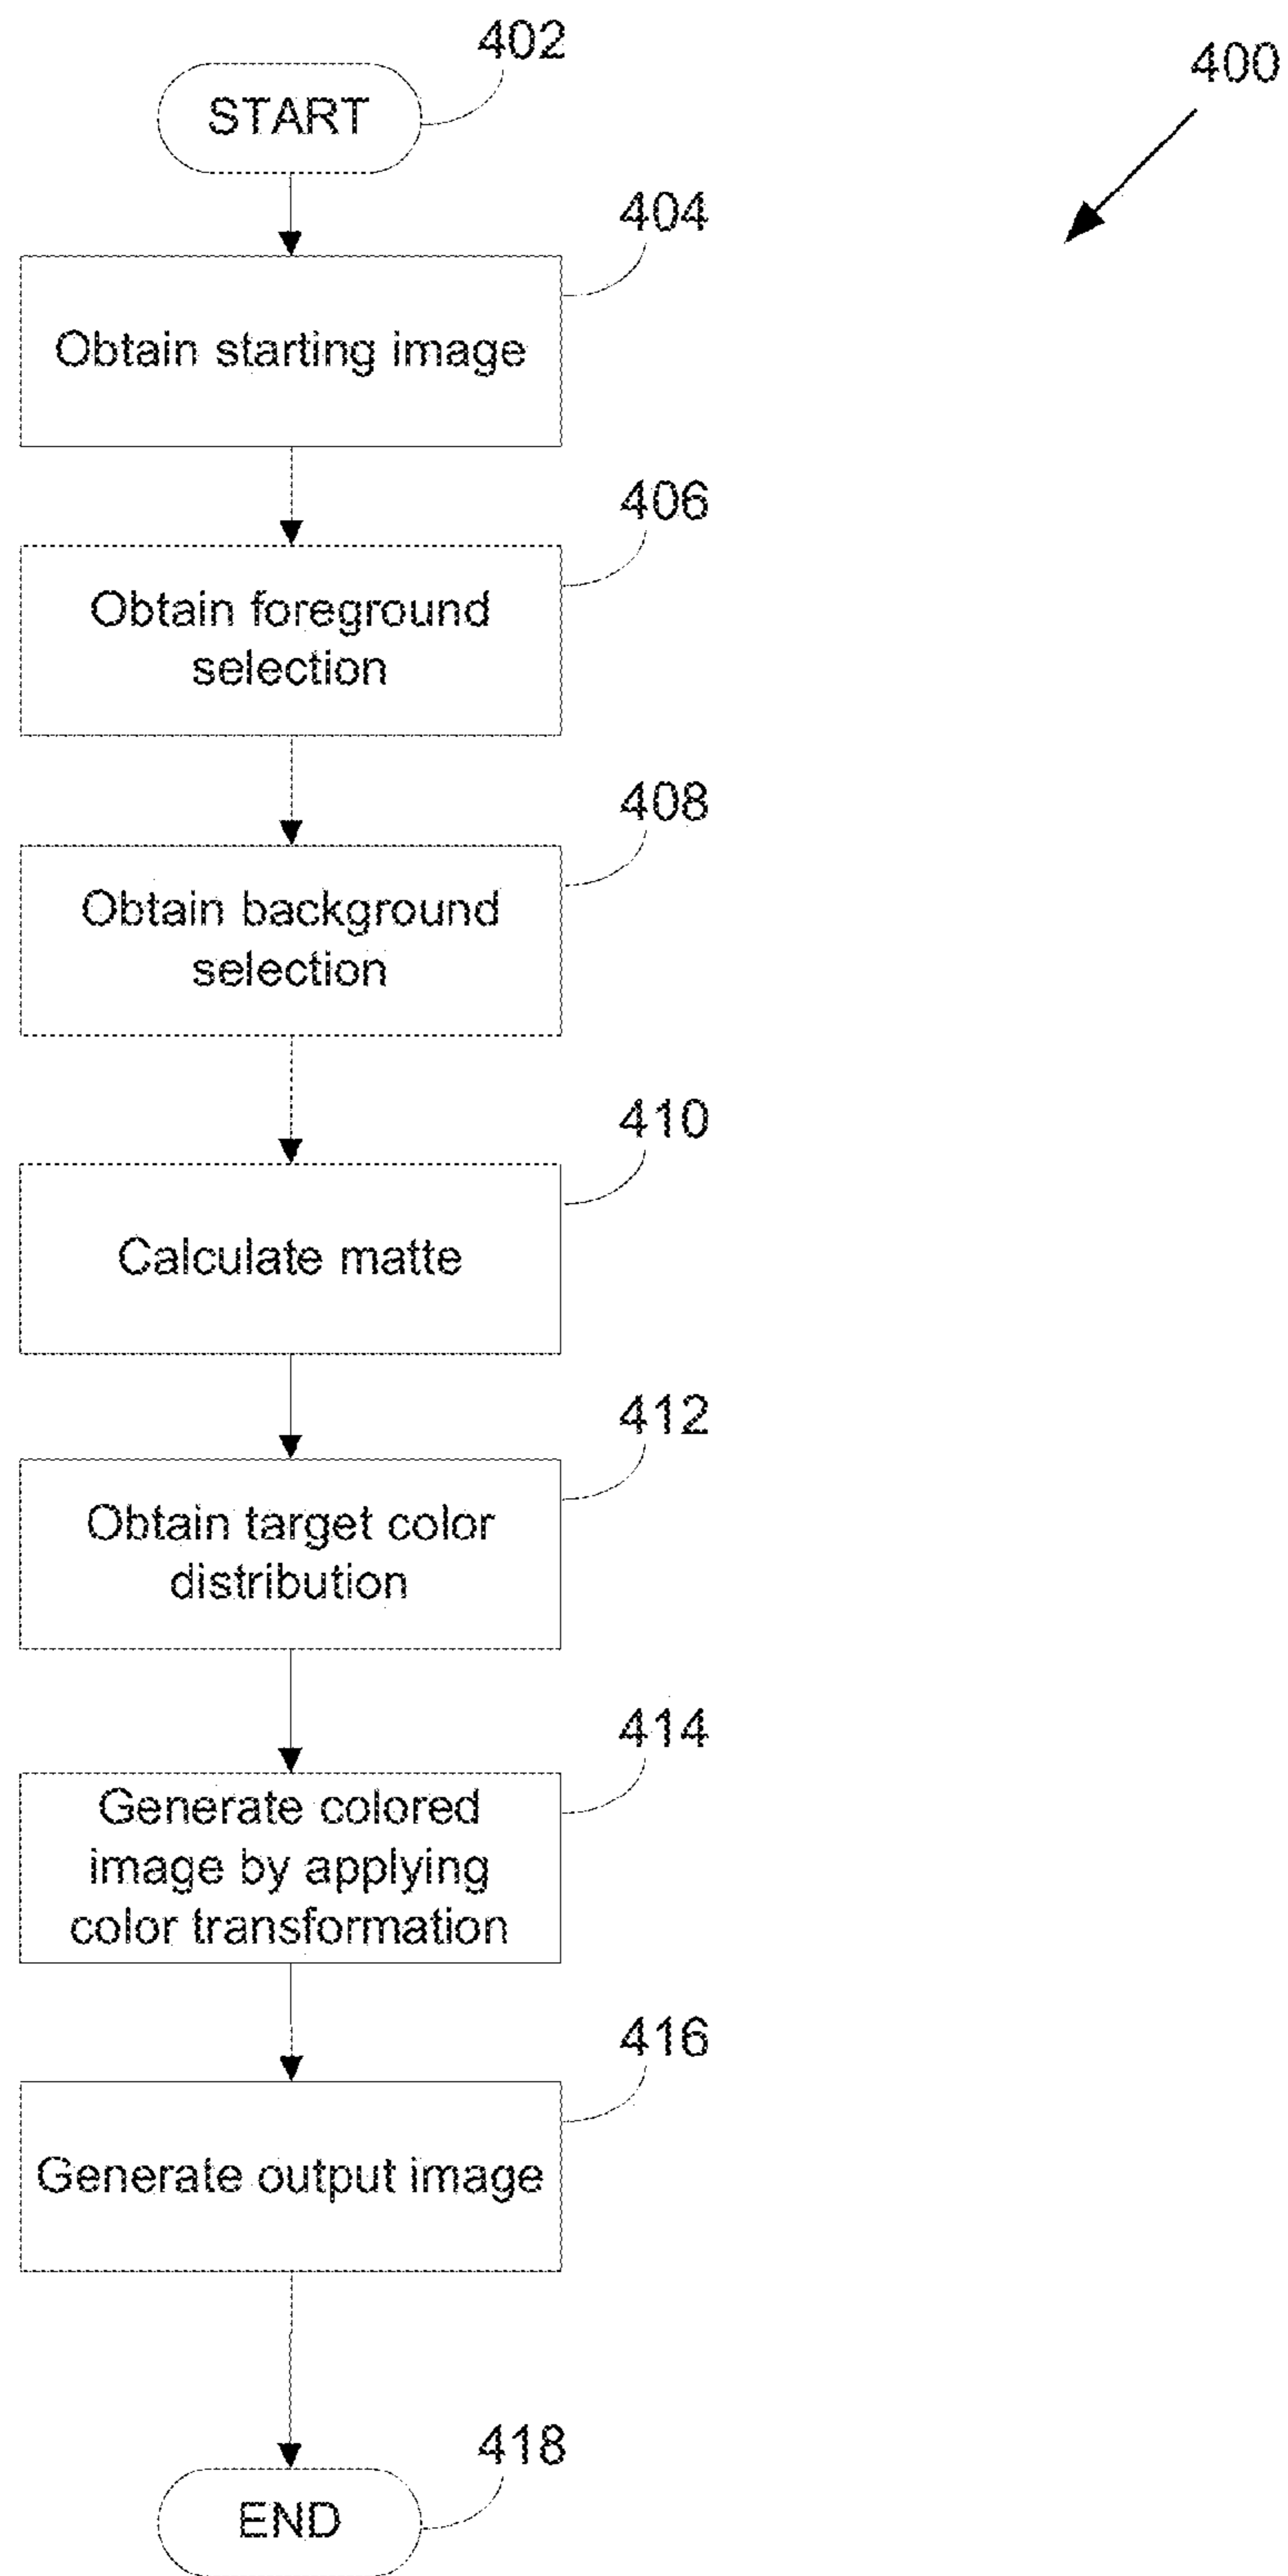 402
400
START
404
Obtain starting image
406
Obtain foreground
selection
408
Obtain background
selection
410
Calculate matte
412
Obtain target color
distribution
414
Generate colored
image by applying
color transformation
416
Generate output image
418
END